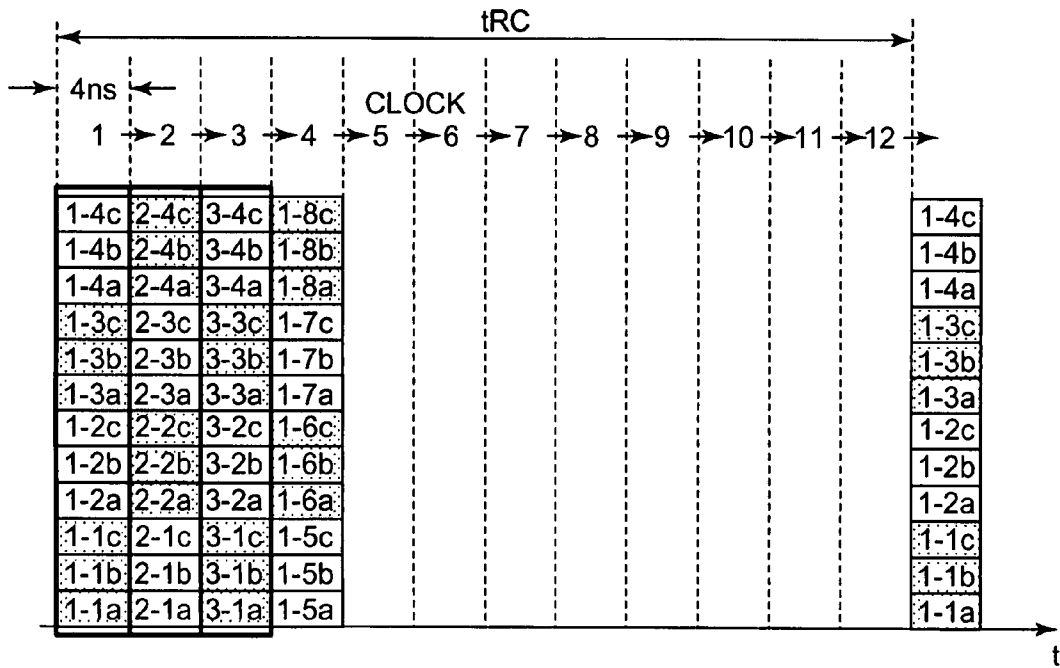 tRC
4ns
CLOCK
1 2 3 4 5 6 7 8 9 10 11 12
1-4c 2-4c 3-4c 1-8c 1-4c
1-4b 2-4b 3-4b 1-8b 1-4b
1-4a 2-4a 3-4a 1-8a 1-4a
1-3c 2-3c 3-3c 1-7c 1-3c
1-3b 2-3b 3-3b 1-7b 1-3b
1-3a 2-3a 3-3a 1-7a 1-3a
1-2c 2-2c 3-2c 1-6c 1-2c
1-2b 2-2b 3-2b 1-6b 1-2b
1-2a 2-2a 3-2a 1-6a 1-2a
1-1c 2-1c 3-1c 1-5c 1-1c
1-1b 2-1b 3-1b 1-5b 1-1b
1-1a 2-1a 3-1a 1-5a 1-1a
t